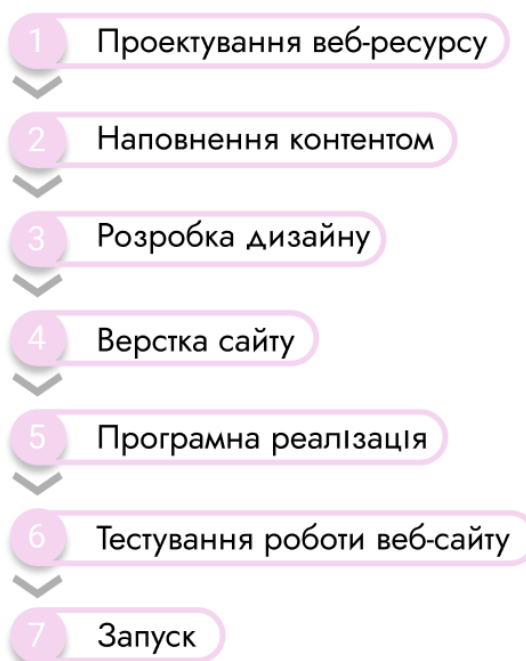 1 Проектування веб-ресурсу
2 Наповнення контентом
3 Розробка дизайну
4 Верстка сайту
5 Програмна реалізація
6 Тестування роботи веб-сайту
7 Запуск